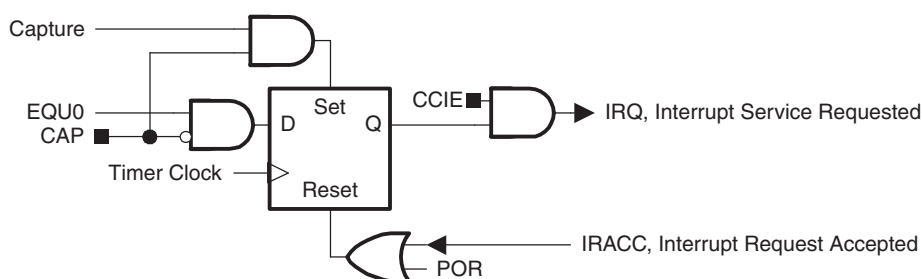 Capture
EQU0
CAP
Timer Clock
Set
D
Q
Reset
CCIE
IRQ, Interrupt Service Requested
IRACC, Interrupt Request Accepted
POR